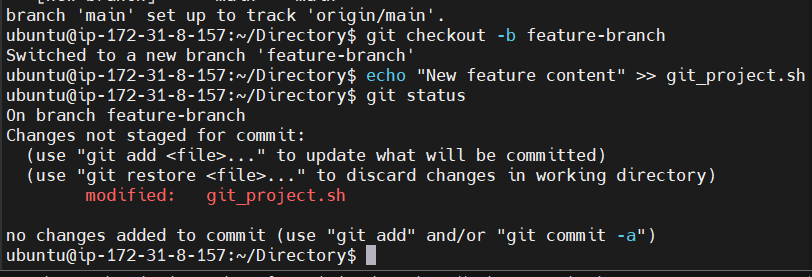 branch 'main' set up to track 'origin/main'.
ubuntu@ip-172-31-8-157:~/Directory$ git checkout -b feature-branch
Switched to a new branch 'feature-branch'
ubuntu@ip-172-31-8-157:~/Directory$ echo "New feature content" >> git_project.sh
ubuntu@ip-172-31-8-157:~/Directory$ git status
On branch feature-branch
Changes not staged for commit:
  (use "git add <file>..." to update what will be committed)
  (use "git restore <file>..." to discard changes in working directory)
        modified:   git_project.sh

no changes added to commit (use "git add" and/or "git commit -a")
ubuntu@ip-172-31-8-157:~/Directory$